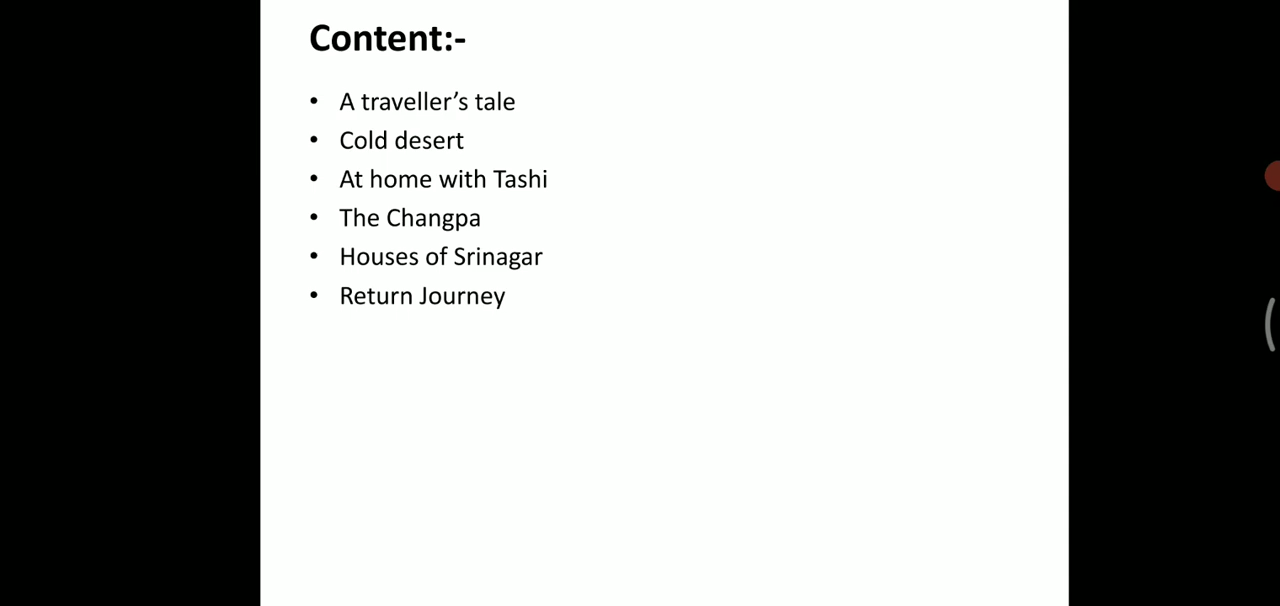 Content:-
• A traveller’s tale
• Cold desert
• At home with Tashi
• The Changpa
• Houses of Srinagar
• Return Journey